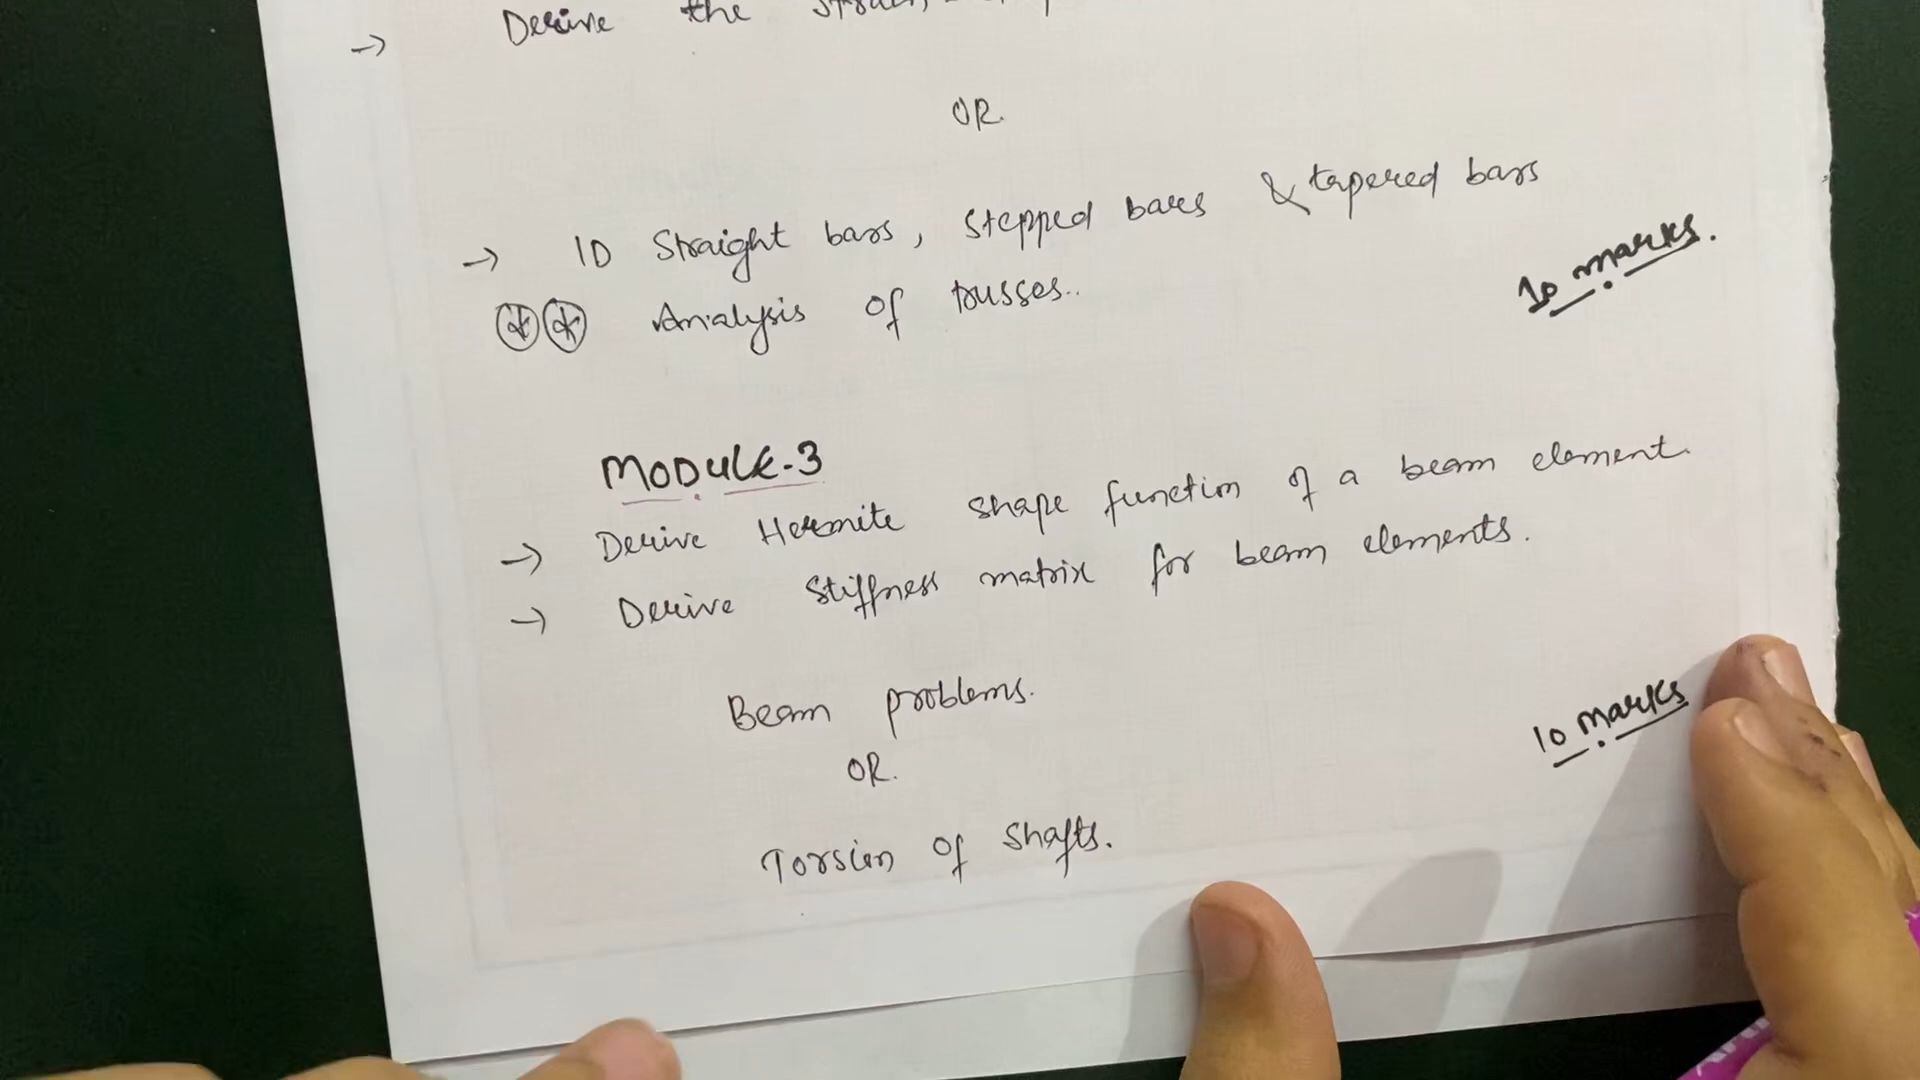 → Derive the
OR.
→ 1D Straight bars, stepped bars & tapered bars
Analysis of trusses..
10 marks.
MODULE-3
→ Derive Hermite shape function of a beam element.
→ Derive stiffness matrix for beam elements.
Beam problems.
10 marks
OR.
Torsion of shafts.